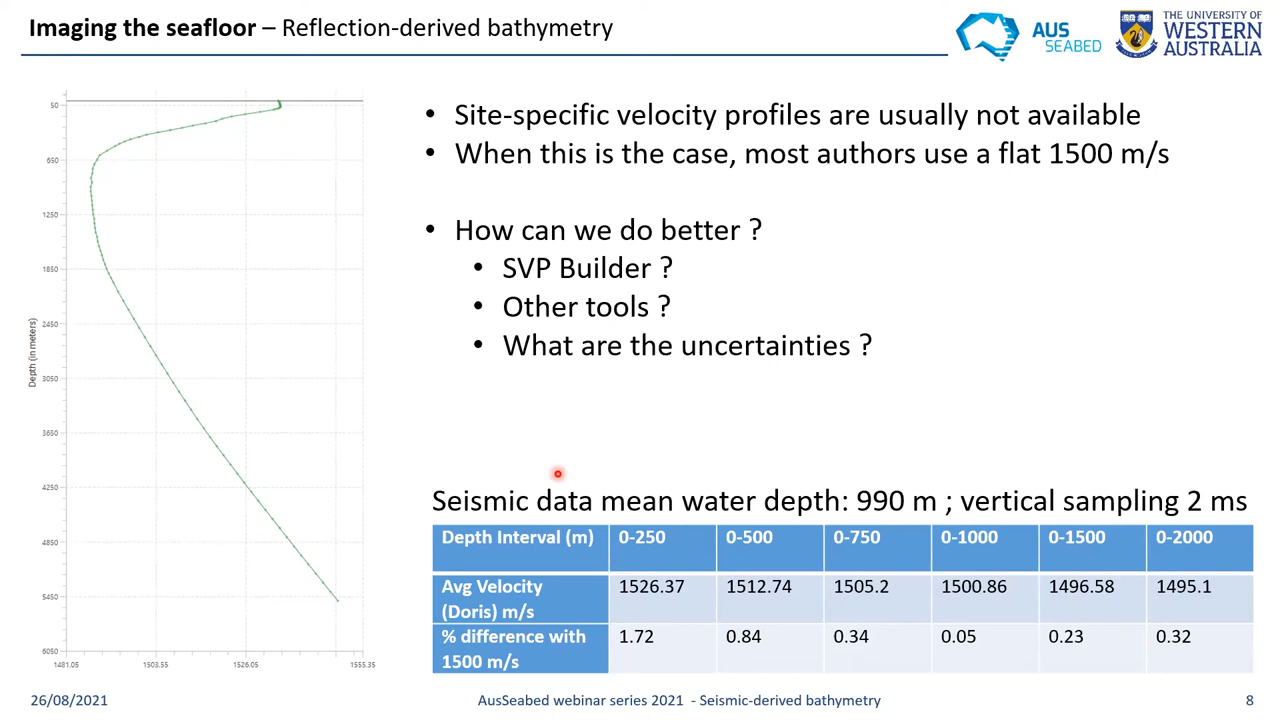 Imaging the seafloor – Reflection-derived bathymetry
AUS
SEABED
THE UNIVERSITY OF
WESTERN
AUSTRALIA
50
650
1250
1850
2450
3050
3650
4250
4850
5450
6050
Depth (in meters)
1481.05 1503.55 1526.05 1555.35
• Site-specific velocity profiles are usually not available
• When this is the case, most authors use a flat 1500 m/s
• How can we do better ?
• SVP Builder ?
• Other tools ?
• What are the uncertainties ?
Seismic data mean water depth: 990 m ; vertical sampling 2 ms
Depth Interval (m) 0-250 0-500 0-750 0-1000 0-1500 0-2000
Avg Velocity 1526.37 1512.74 1505.2 1500.86 1496.58 1495.1
(Doris) m/s
% difference with 1.72 0.84 0.34 0.05 0.23 0.32
1500 m/s
26/08/2021 AusSeabed webinar series 2021 - Seismic-derived bathymetry 8